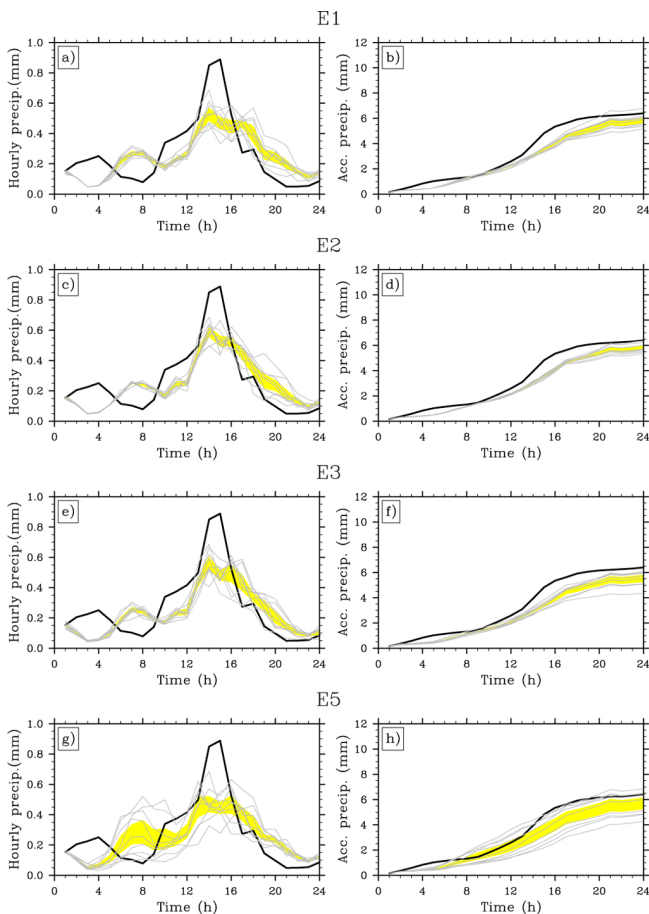 E1
a)
Hourly precip.(mm)
1.0
0.8
0.6
0.4
0.2
0.0
0 4 8 12 16 20 24
Time (h)
b)
Acc. precip. (mm)
12
10
8
6
4
2
0
0 4 8 12 16 20 24
Time (h)
E2
c)
Hourly precip.(mm)
1.0
0.8
0.6
0.4
0.2
0.0
0 4 8 12 16 20 24
Time (h)
d)
Acc. precip. (mm)
12
10
8
6
4
2
0
0 4 8 12 16 20 24
Time (h)
E3
e)
Hourly precip.(mm)
1.0
0.8
0.6
0.4
0.2
0.0
0 4 8 12 16 20 24
Time (h)
f)
Acc. precip. (mm)
12
10
8
6
4
2
0
0 4 8 12 16 20 24
Time (h)
E5
g)
Hourly precip.(mm)
1.0
0.8
0.6
0.4
0.2
0.0
0 4 8 12 16 20 24
Time (h)
h)
Acc. precip. (mm)
12
10
8
6
4
2
0
0 4 8 12 16 20 24
Time (h)